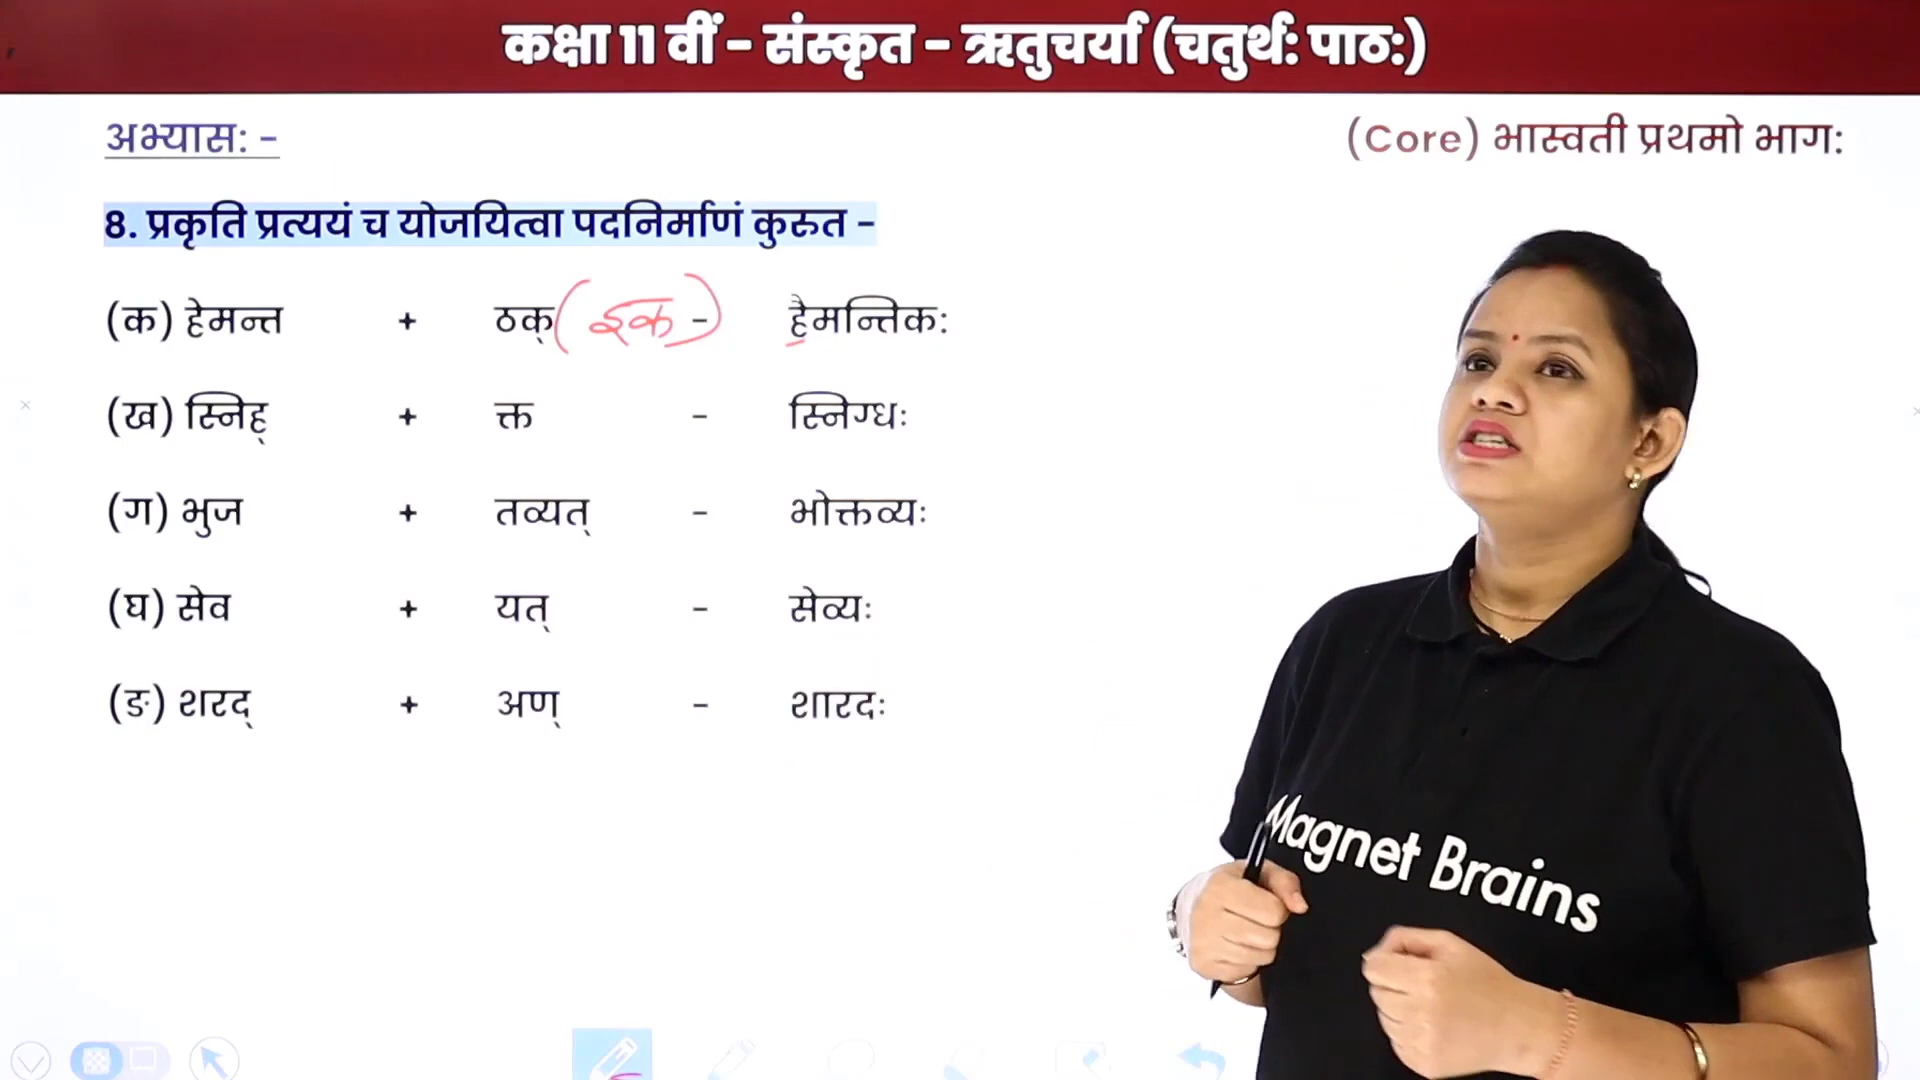 कक्षा 11 वीं - संस्कृत - ऋतुचर्या (चतुर्थ: पाठ:)
अभ्यास: -
(Core) भास्वती प्रथमो भाग:
8. प्रकृति प्रत्ययं च योजयित्वा पदनिर्माणं कुरुत -
(क) हेमन्त + ठक् (इक) - हैमन्तिक:
(ख) स्निह् + क्त - स्निग्धः
(ग) भुज + तव्यत् - भोक्तव्यः
(घ) सेव + यत् - सेव्यः
(ङ) शरद् + अण् - शारदः
Magnet Brains